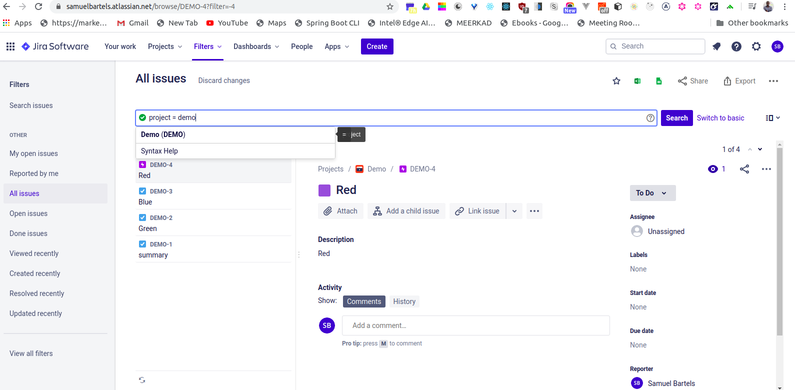 samuelbartels.atlassian.net/browse/DEMO-4?filter=-4
Apps
https://marke...
Gmail
New Tab
YouTube
Maps
Spring Boot CLI
Intel® Edge AI...
MEERKAD
Ebooks - Goog...
Meeting Roo...
Other bookmarks
Jira Software
Your work
Projects
Filters
Dashboards
People
Apps
Create
Search
SB
Filters
Search issues
OTHER
My open issues
Reported by me
All issues
Open issues
Done issues
Viewed recently
Created recently
Resolved recently
Updated recently
View all filters
All issues
Discard changes
Share
Export
project = demo
Search
Switch to basic
Demo (DEMO)
= ject
Syntax Help
DEMO-4
Red
DEMO-3
Blue
DEMO-2
Green
DEMO-1
summary
1 of 4
Projects / Demo / DEMO-4
1
Red
Attach
Add a child issue
Link issue
Description
Red
Activity
Show:
Comments
History
SB
Add a comment...
Pro tip: press M to comment
To Do
Assignee
Unassigned
Labels
None
Start date
None
Due date
None
Reporter
SB
Samuel Bartels